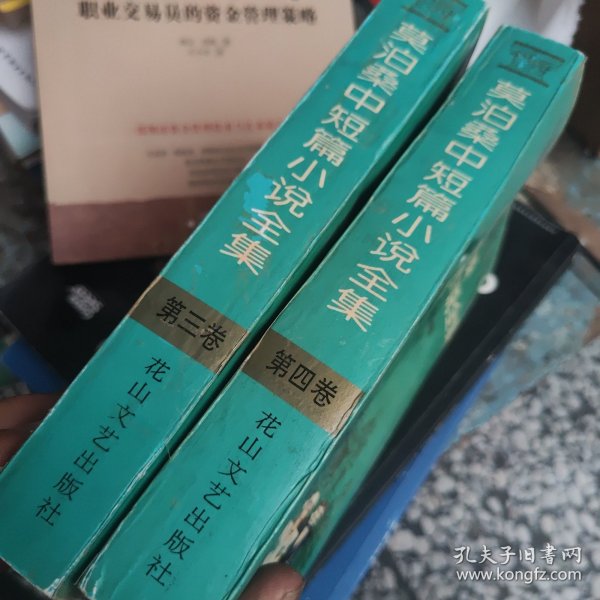 职业交易员的资金管理策略
莫泊桑中短篇小说全集
第三卷
花山文艺出版社
莫泊桑中短篇小说全集
第四卷
花山文艺出版社
孔夫子旧书网
www.kongfz.com